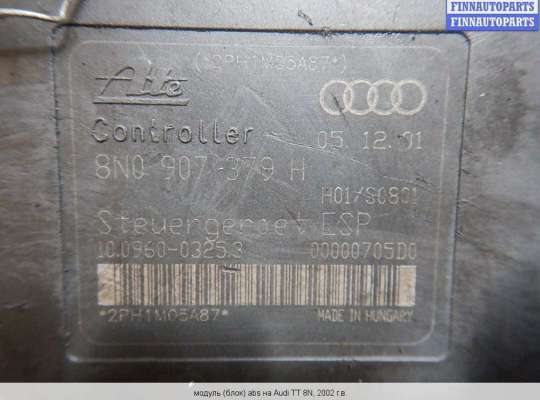 FINNAUTOPARTS
FINNAUTOPARTS
(*2PH1M05A87*)
Ate
Controller 05.12.01
8N0 907 379 H
H01/S0801
Steuergeraet ESP
10.0960-0325.3 00000705D0
*2PH1M05A87* MADE IN HUNGARY
модуль (блок) abs на Audi TT 8N, 2002 г.в.